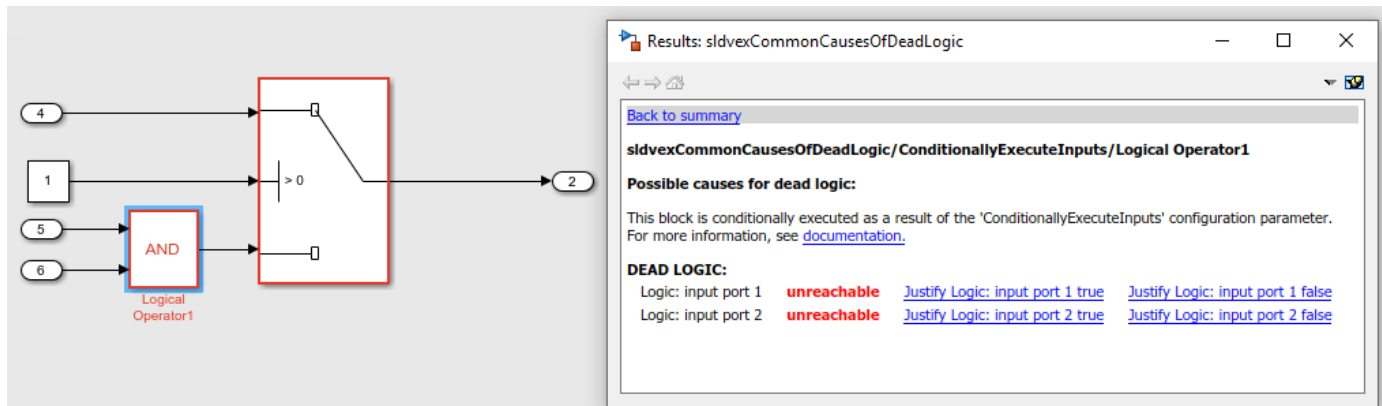 4
1
> 0
2
5
6
AND
Logical
Operator1
Results: sldvexCommonCausesOfDeadLogic
Back to summary
sldvexCommonCausesOfDeadLogic/ConditionallyExecuteInputs/Logical Operator1
Possible causes for dead logic:
This block is conditionally executed as a result of the 'ConditionallyExecuteInputs' configuration parameter.
For more information, see documentation.
DEAD LOGIC:
Logic: input port 1 unreachable Justify Logic: input port 1 true Justify Logic: input port 1 false
Logic: input port 2 unreachable Justify Logic: input port 2 true Justify Logic: input port 2 false